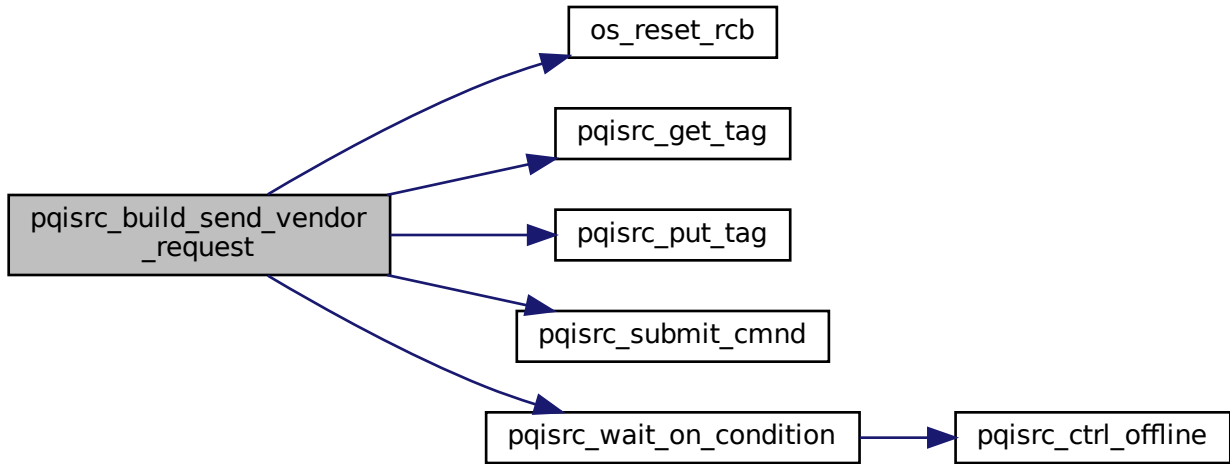 os_reset_rcb
pqisrc_get_tag
pqisrc_build_send_vendor
_request
pqisrc_put_tag
pqisrc_submit_cmnd
pqisrc_wait_on_condition
pqisrc_ctrl_offline